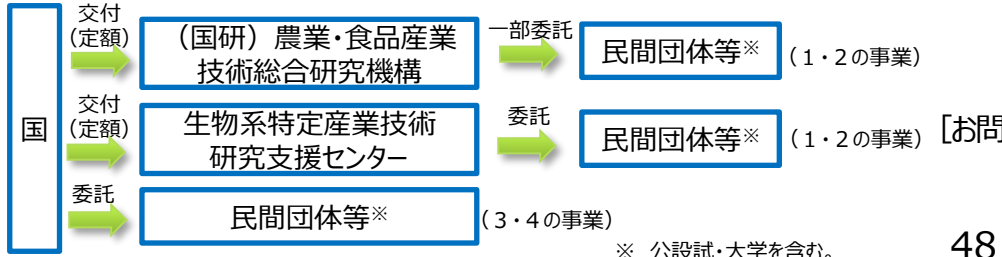 国
交付
（定額）
（国研）農業・食品産業
技術総合研究機構
一部委託
民間団体等※
（１・２の事業）
交付
（定額）
生物系特定産業技術
研究支援センター
委託
民間団体等※
（１・２の事業）
［お問
委託
民間団体等※
（３・４の事業）
※ 公設試・大学を含む。
48